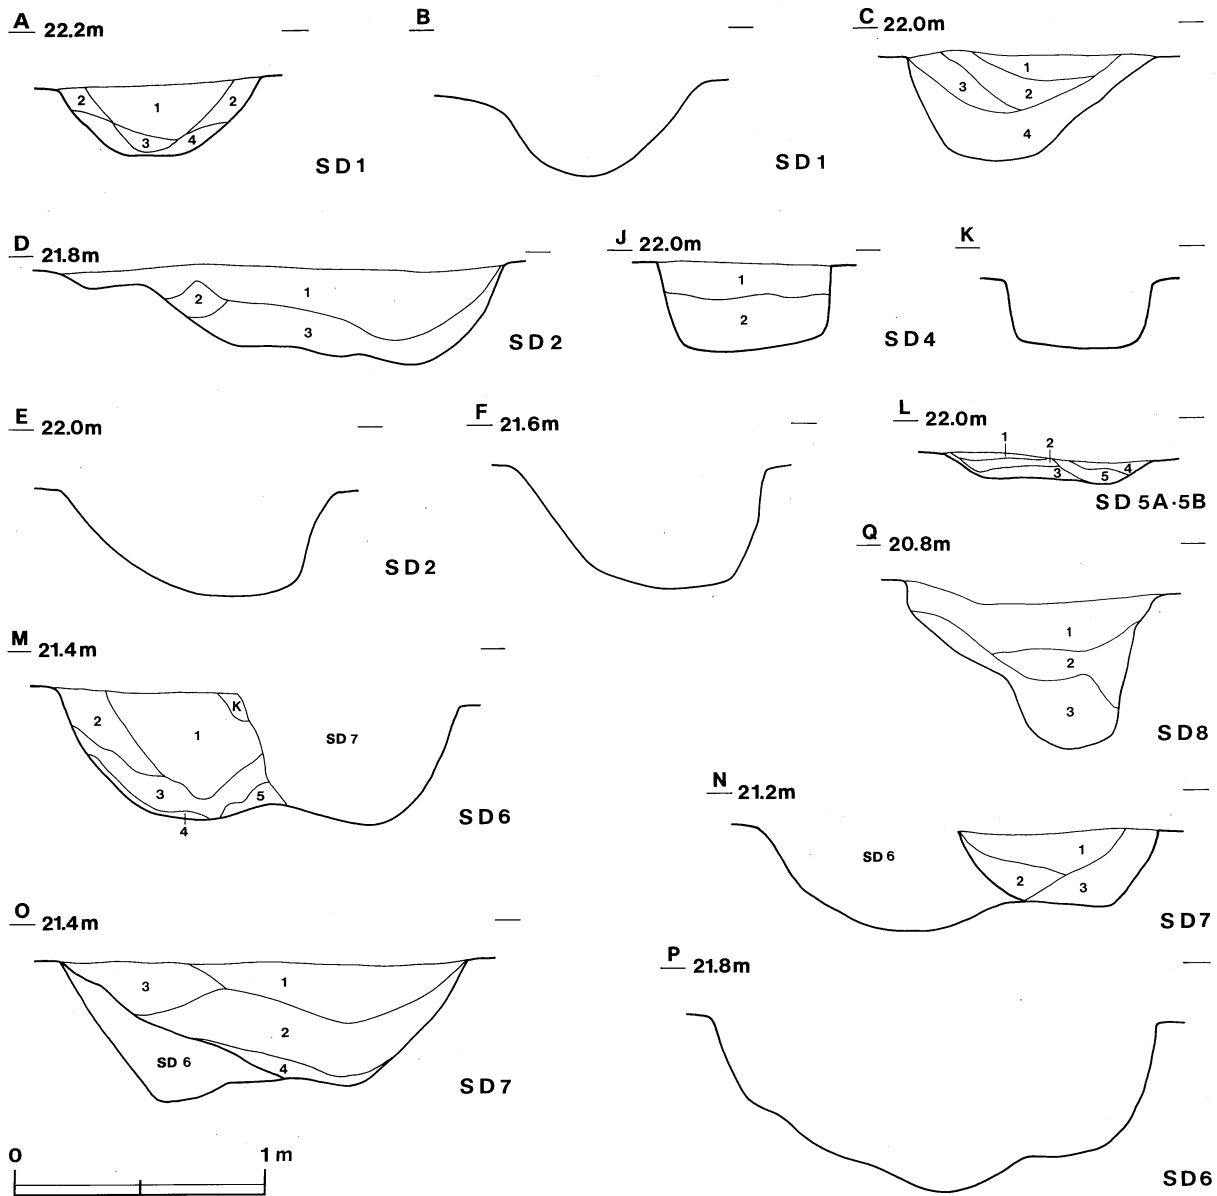 A 22.2m
1
2
2
3
4
SD1
B
SD1
C 22.0m
1
2
3
4
D 21.8m
1
2
3
SD2
J 22.0m
1
2
SD4
K
E 22.0m
SD2
F 21.6m
L 22.0m
1
2
3
4
5
SD 5A·5B
Q 20.8m
1
2
3
SD8
M 21.4m
K
2
1
SD7
3
5
4
SD6
N 21.2m
SD6
1
2
3
SD7
O 21.4m
3
1
2
SD6
4
SD7
P 21.8m
SD6
0 1m